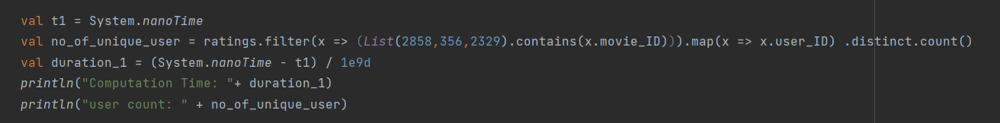 val t1 = System.nanoTime
val no_of_unique_user = ratings.filter(x => (List(2858,356,2329).contains(x.movie_ID))).map(x => x.user_ID) .distinct.count()
val duration_1 = (System.nanoTime - t1) / 1e9d
println("Computation Time: "+ duration_1)
println("user count: " + no_of_unique_user)